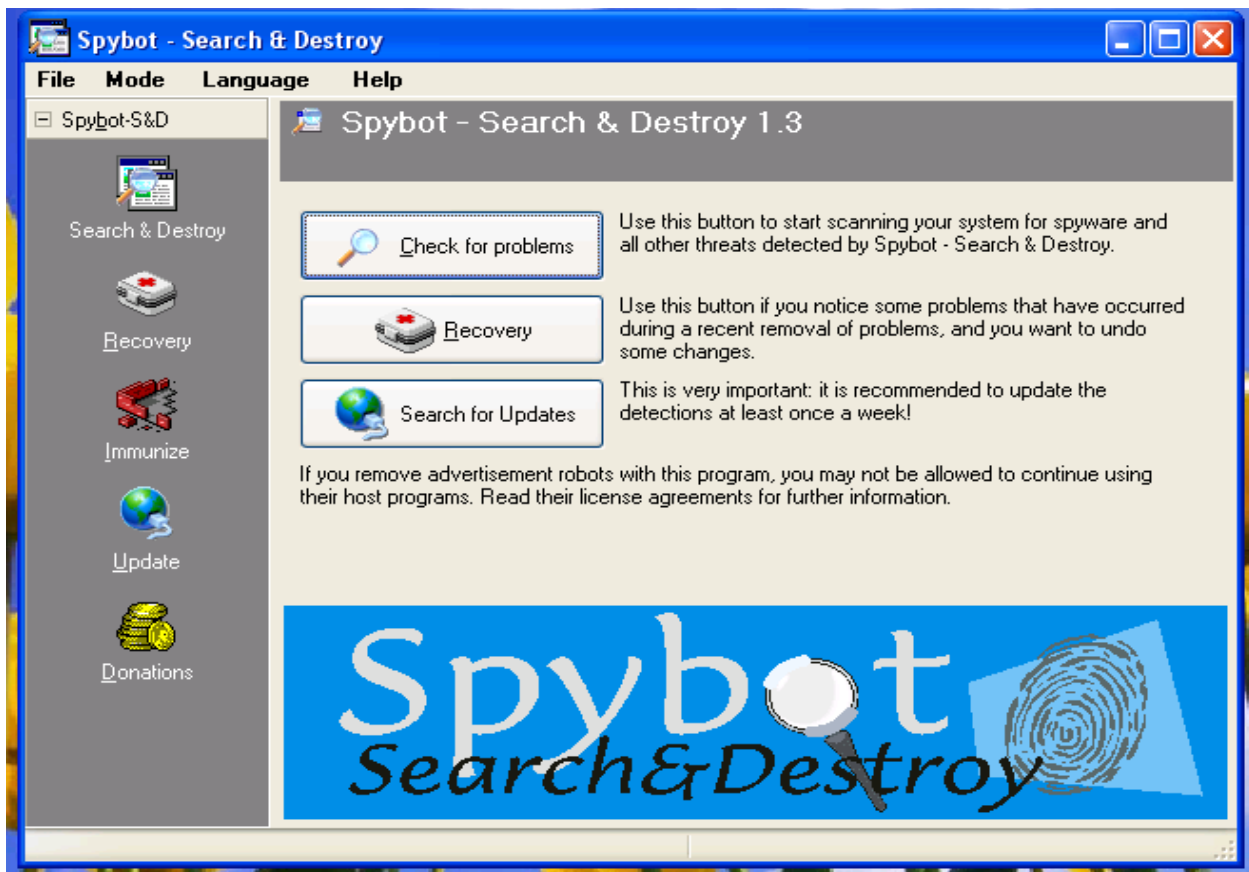 Spybot - Search & Destroy
File Mode Language Help
Spybot-S&D
Search & Destroy
Recovery
Immunize
Update
Donations
Spybot - Search & Destroy 1.3
Check for problems
Use this button to start scanning your system for spyware and
all other threats detected by Spybot - Search & Destroy.
Recovery
Use this button if you notice some problems that have occurred
during a recent removal of problems, and you want to undo
some changes.
Search for Updates
This is very important: it is recommended to update the
detections at least once a week!
If you remove advertisement robots with this program, you may not be allowed to continue using
their host programs. Read their license agreements for further information.
Spybot
Search&Destroy